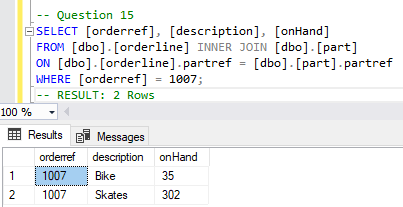 -- Question 15
SELECT [orderref], [description], [onHand]
FROM [dbo].[orderline] INNER JOIN [dbo].[part]
ON [dbo].[orderline].partref = [dbo].[part].partref
WHERE [orderref] = 1007;
-- RESULT: 2 Rows
100 %
Results Messages
orderref description onHand
1 1007 Bike 35
2 1007 Skates 302